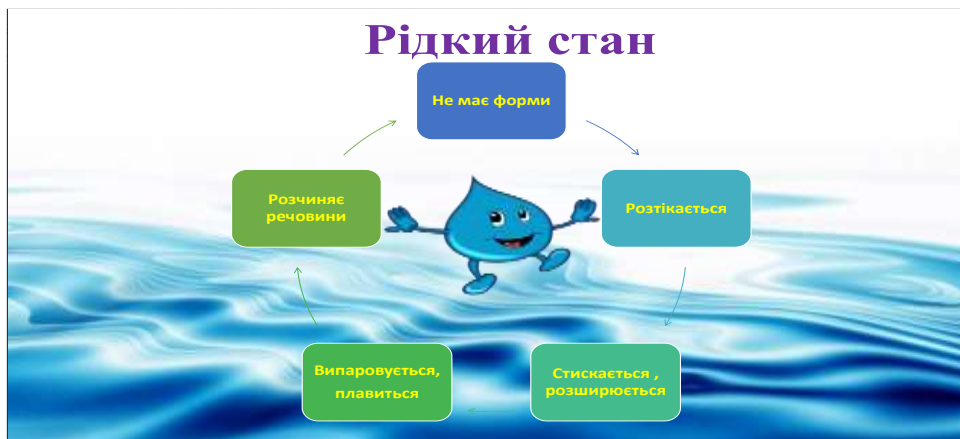 Рідкий стан
Не має форми
Розтікається
Стискається ,
розширюється
Випаровується,
плавиться
Розчиняє
речовини